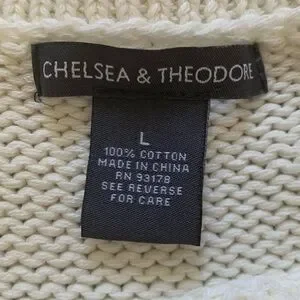 CHELSEA & THEODORE
L
100% COTTON
MADE IN CHINA
RN 93178
SEE REVERSE
FOR CARE